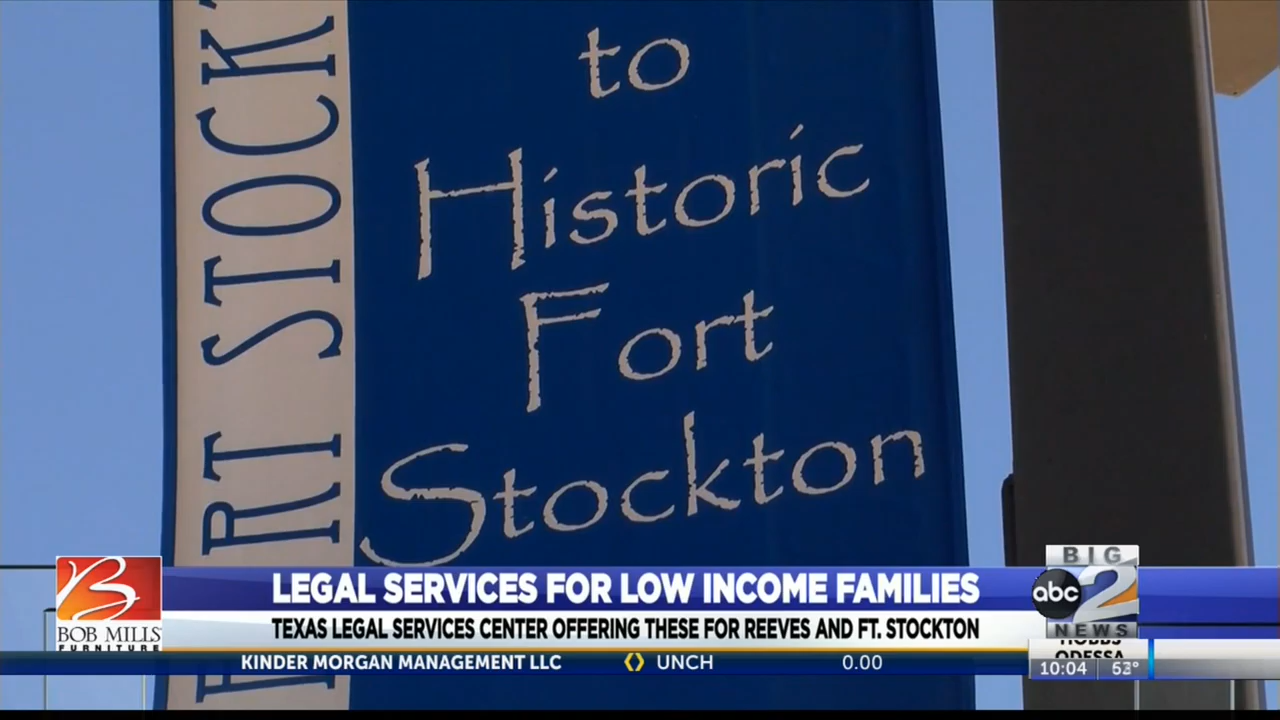 to
Historic
Fort
Stockton
RT STOCK
LEGAL SERVICES FOR LOW INCOME FAMILIES
TEXAS LEGAL SERVICES CENTER OFFERING THESE FOR REEVES AND FT. STOCKTON
B
BOB MILLS
FURNITURE
BIG
abc 2
NEWS
HOBBS
ODESSA
10:04 63°
KINDER MORGAN MANAGEMENT LLC UNCH 0.00